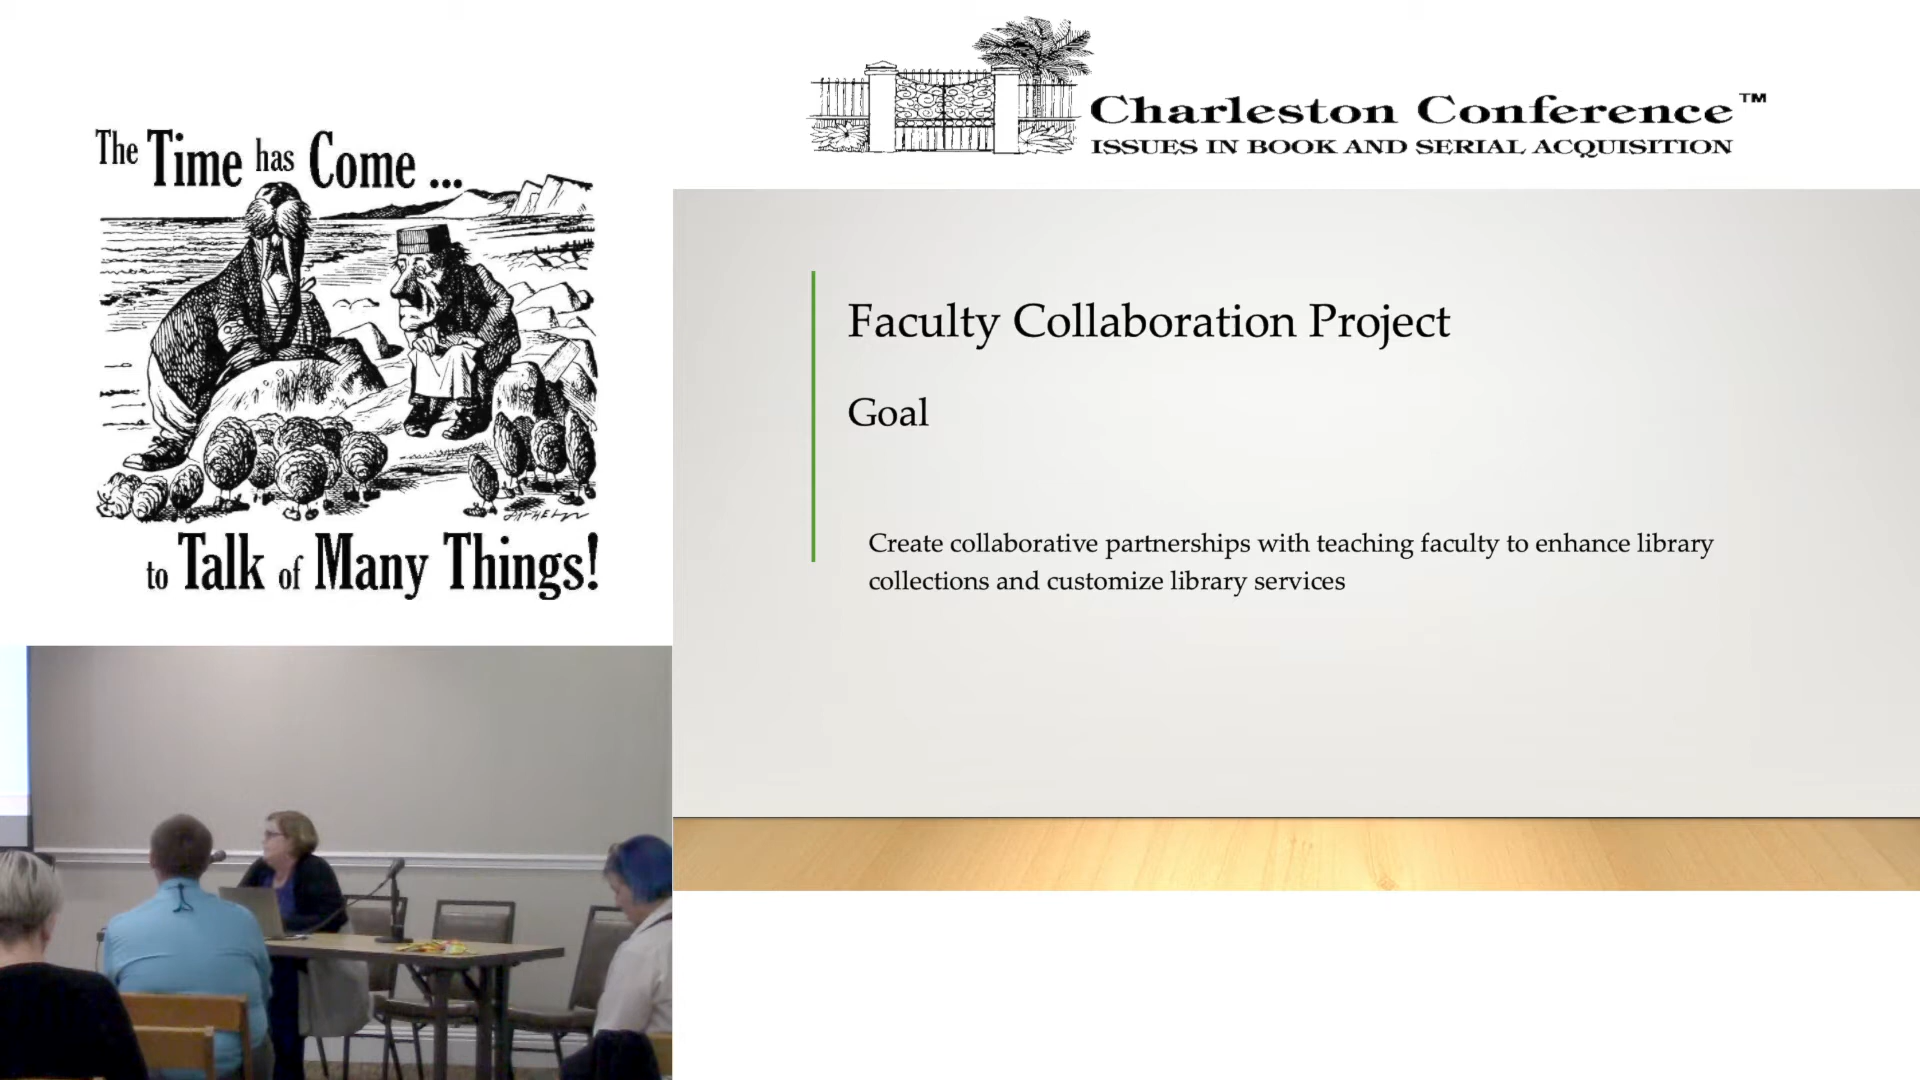 The Time has Come ...
to Talk of Many Things!
Charleston Conference™
ISSUES IN BOOK AND SERIAL ACQUISITION
Faculty Collaboration Project
Goal
Create collaborative partnerships with teaching faculty to enhance library
collections and customize library services